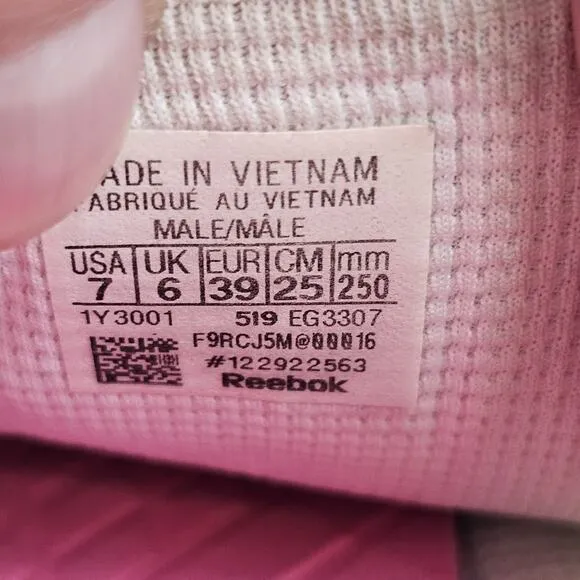 ADE IN VIETNAM
FABRIQUÉ AU VIETNAM
MALE/MÂLE
USA UK EUR CM mm
7 6 39 25 250
1Y3001 519 EG3307
F9RCJ5M@00016
#122922563
Reebok